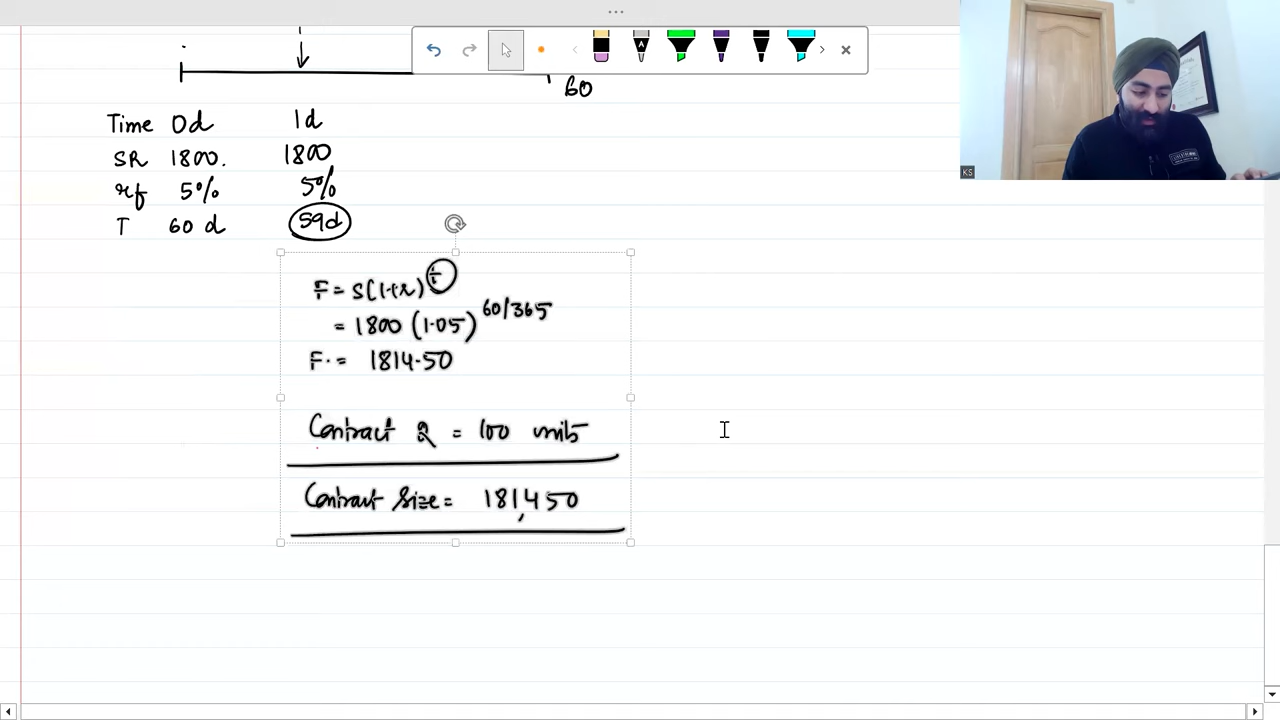 60
Time 0d 1d
SR 1800. 1800
rf 5% 5%
T 60 d 59d
F = S(1+r)^t
= 1800 (1.05)^60/365
F. = 1814.50
Contract Q = 100 units
Contract Size = 181,450
KS